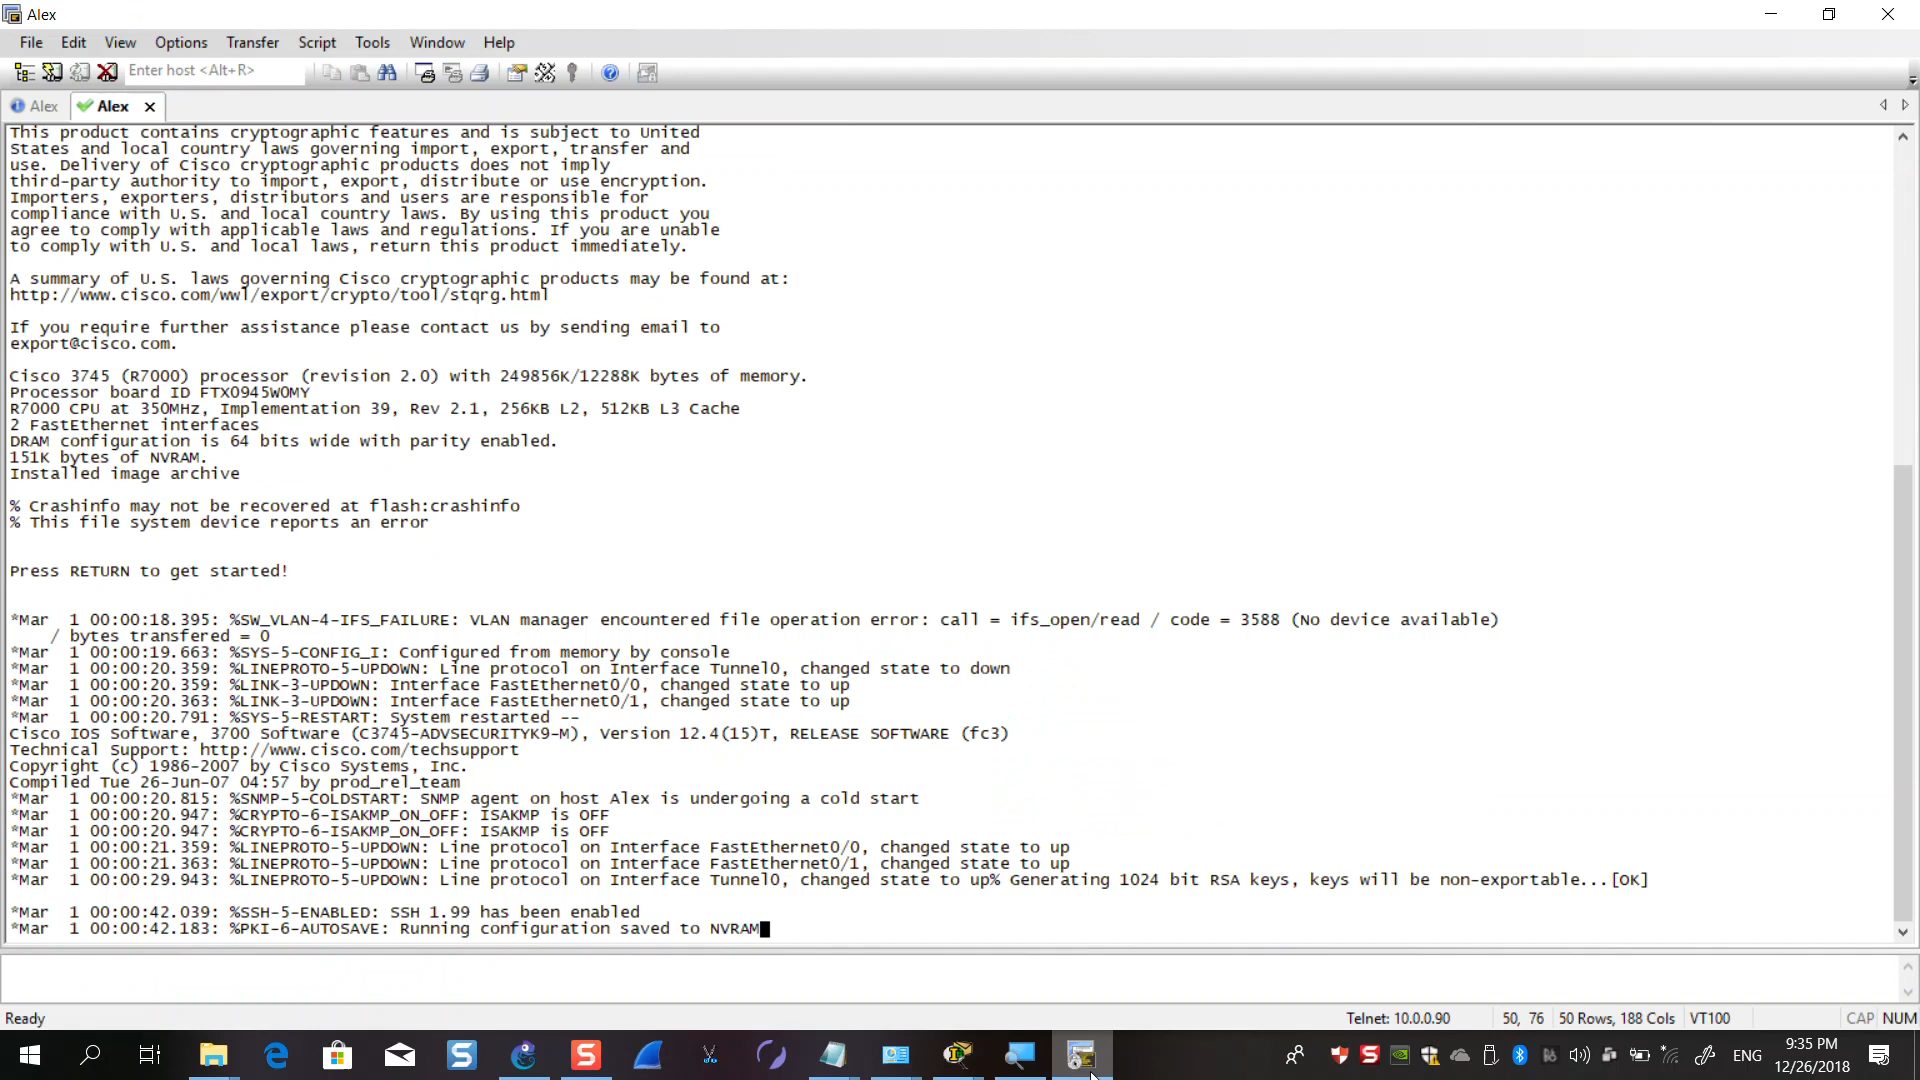 Alex
File Edit View Options Transfer Script Tools Window Help
Enter host <Alt+R>
Alex Alex
This product contains cryptographic features and is subject to United
States and local country laws governing import, export, transfer and
use. Delivery of Cisco cryptographic products does not imply
third-party authority to import, export, distribute or use encryption.
Importers, exporters, distributors and users are responsible for
compliance with U.S. and local country laws. By using this product you
agree to comply with applicable laws and regulations. If you are unable
to comply with U.S. and local laws, return this product immediately.
A summary of U.S. laws governing Cisco cryptographic products may be found at:
http://www.cisco.com/wwl/export/crypto/tool/stqrg.html
If you require further assistance please contact us by sending email to
export@cisco.com.
Cisco 3745 (R7000) processor (revision 2.0) with 249856K/12288K bytes of memory.
Processor board ID FTX0945W0MY
R7000 CPU at 350MHz, Implementation 39, Rev 2.1, 256KB L2, 512KB L3 Cache
2 FastEthernet interfaces
DRAM configuration is 64 bits wide with parity enabled.
151K bytes of NVRAM.
Installed image archive
% Crashinfo may not be recovered at flash:crashinfo
% This file system device reports an error
Press RETURN to get started!
*Mar  1 00:00:18.395: %SW_VLAN-4-IFS_FAILURE: VLAN manager encountered file operation error: call = ifs_open/read / code = 3588 (No device available)
/ bytes transfered = 0
*Mar  1 00:00:19.663: %SYS-5-CONFIG_I: Configured from memory by console
*Mar  1 00:00:20.359: %LINEPROTO-5-UPDOWN: Line protocol on Interface Tunnel0, changed state to down
*Mar  1 00:00:20.359: %LINK-3-UPDOWN: Interface FastEthernet0/0, changed state to up
*Mar  1 00:00:20.363: %LINK-3-UPDOWN: Interface FastEthernet0/1, changed state to up
*Mar  1 00:00:20.791: %SYS-5-RESTART: System restarted --
Cisco IOS Software, 3700 Software (C3745-ADVSECURITYK9-M), Version 12.4(15)T, RELEASE SOFTWARE (fc3)
Technical Support: http://www.cisco.com/techsupport
Copyright (c) 1986-2007 by Cisco Systems, Inc.
Compiled Tue 26-Jun-07 04:57 by prod_rel_team
*Mar  1 00:00:20.815: %SNMP-5-COLDSTART: SNMP agent on host Alex is undergoing a cold start
*Mar  1 00:00:20.947: %CRYPTO-6-ISAKMP_ON_OFF: ISAKMP is OFF
*Mar  1 00:00:20.947: %CRYPTO-6-ISAKMP_ON_OFF: ISAKMP is OFF
*Mar  1 00:00:21.359: %LINEPROTO-5-UPDOWN: Line protocol on Interface FastEthernet0/0, changed state to up
*Mar  1 00:00:21.363: %LINEPROTO-5-UPDOWN: Line protocol on Interface FastEthernet0/1, changed state to up
*Mar  1 00:00:29.943: %LINEPROTO-5-UPDOWN: Line protocol on Interface Tunnel0, changed state to up% Generating 1024 bit RSA keys, keys will be non-exportable...[OK]
*Mar  1 00:00:42.039: %SSH-5-ENABLED: SSH 1.99 has been enabled
*Mar  1 00:00:42.183: %PKI-6-AUTOSAVE: Running configuration saved to NVRAM
Ready Telnet: 10.0.0.90 50, 76 50 Rows, 188 Cols VT100 CAP NUM
ENG 9:35 PM
12/26/2018